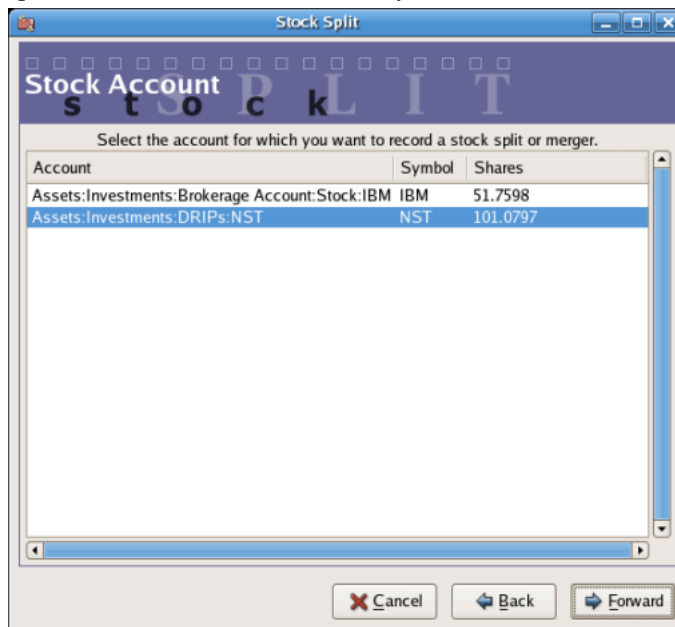 Stock Split
Stock Account
S P L I T
s t o c k
Select the account for which you want to record a stock split or merger.
Account Symbol Shares
Assets:Investments:Brokerage Account:Stock:IBM IBM 51.7598
Assets:Investments:DRIPs:NST NST 101.0797
Cancel Back Forward